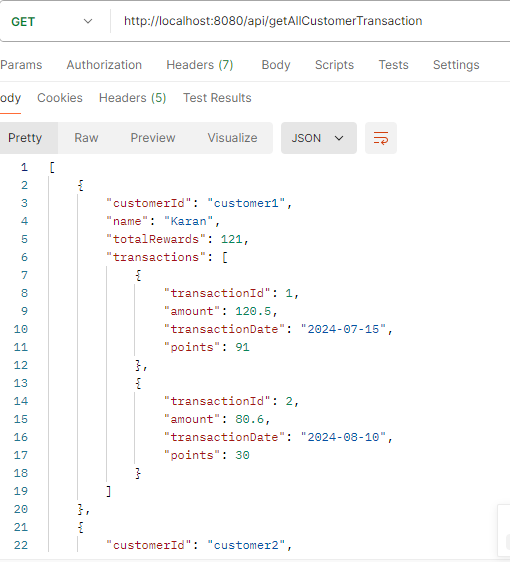 GET http://localhost:8080/api/getAllCustomerTransaction
Params Authorization Headers (7) Body Scripts Tests Settings
ody Cookies Headers (5) Test Results
Pretty Raw Preview Visualize JSON
1 [
2 {
3 "customerId": "customer1",
4 "name": "Karan",
5 "totalRewards": 121,
6 "transactions": [
7 {
8 "transactionId": 1,
9 "amount": 120.5,
10 "transactionDate": "2024-07-15",
11 "points": 91
12 },
13 {
14 "transactionId": 2,
15 "amount": 80.6,
16 "transactionDate": "2024-08-10",
17 "points": 30
18 }
19 ]
20 },
21 {
22 "customerId": "customer2",